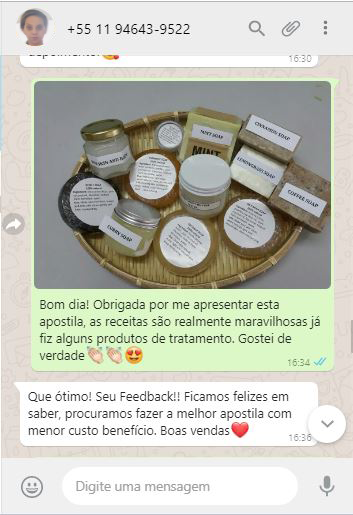 +55 11 94643-9522
16:30
MINT SOAP
MINT
CINNAMON SOAP
LEMONGRASS SOAP
COFFEE SOAP
CURRY SOAP
Bom dia! Obrigada por me apresentar esta
apostila, as receitas são realmente maravilhosas já
fiz alguns produtos de tratamento. Gostei de
verdade👏🏻👏🏻😍
16:34
Que ótimo! Seu Feedback!! Ficamos felizes em
saber, procuramos fazer a melhor apostila com
menor custo benefício. Boas vendas❤️
16:36
Digite uma mensagem